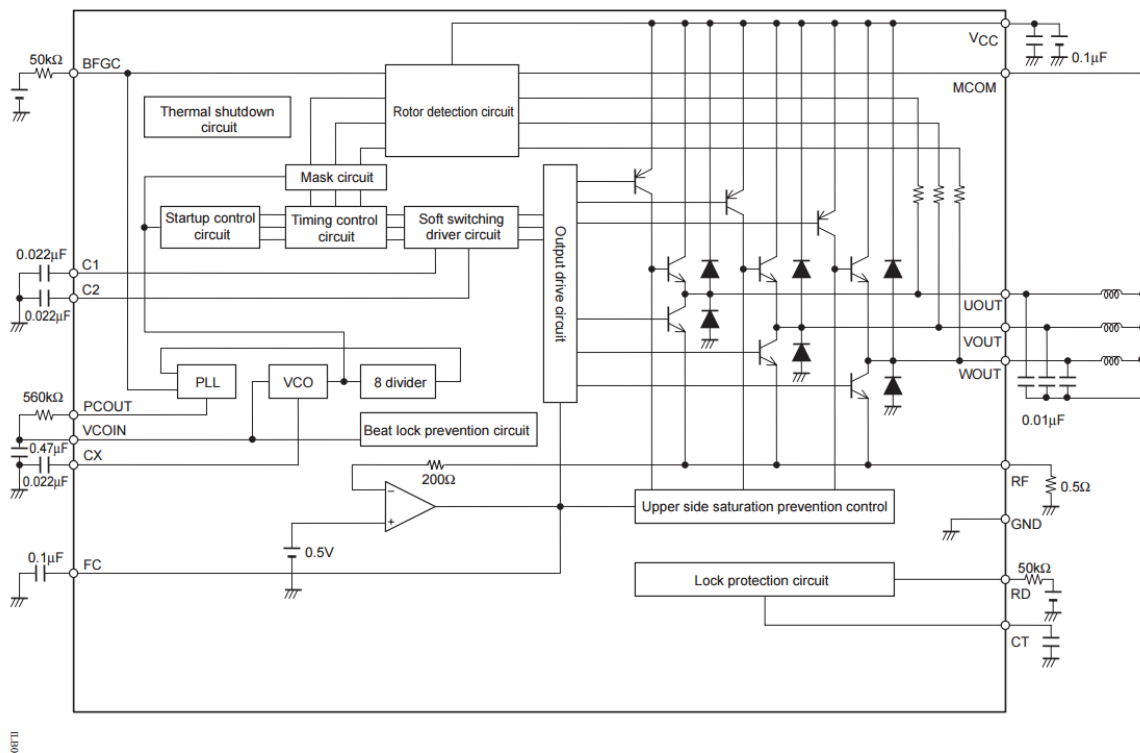 VCC
0.1μF
50kΩ
BFGC
MCOM
Thermal shutdown
circuit
Rotor detection circuit
Mask circuit
Startup control
circuit
Timing control
circuit
Soft switching
driver circuit
Output drive circuit
0.022μF
C1
C2
0.022μF
UOUT
VOUT
WOUT
0.01μF
PLL
VCO
8 divider
560kΩ
PCOUT
VCOIN
Beat lock prevention circuit
0.47μF
CX
0.022μF
200Ω
RF
0.5Ω
−
+
Upper side saturation prevention control
GND
0.5V
0.1μF
FC
Lock protection circuit
50kΩ
RD
CT